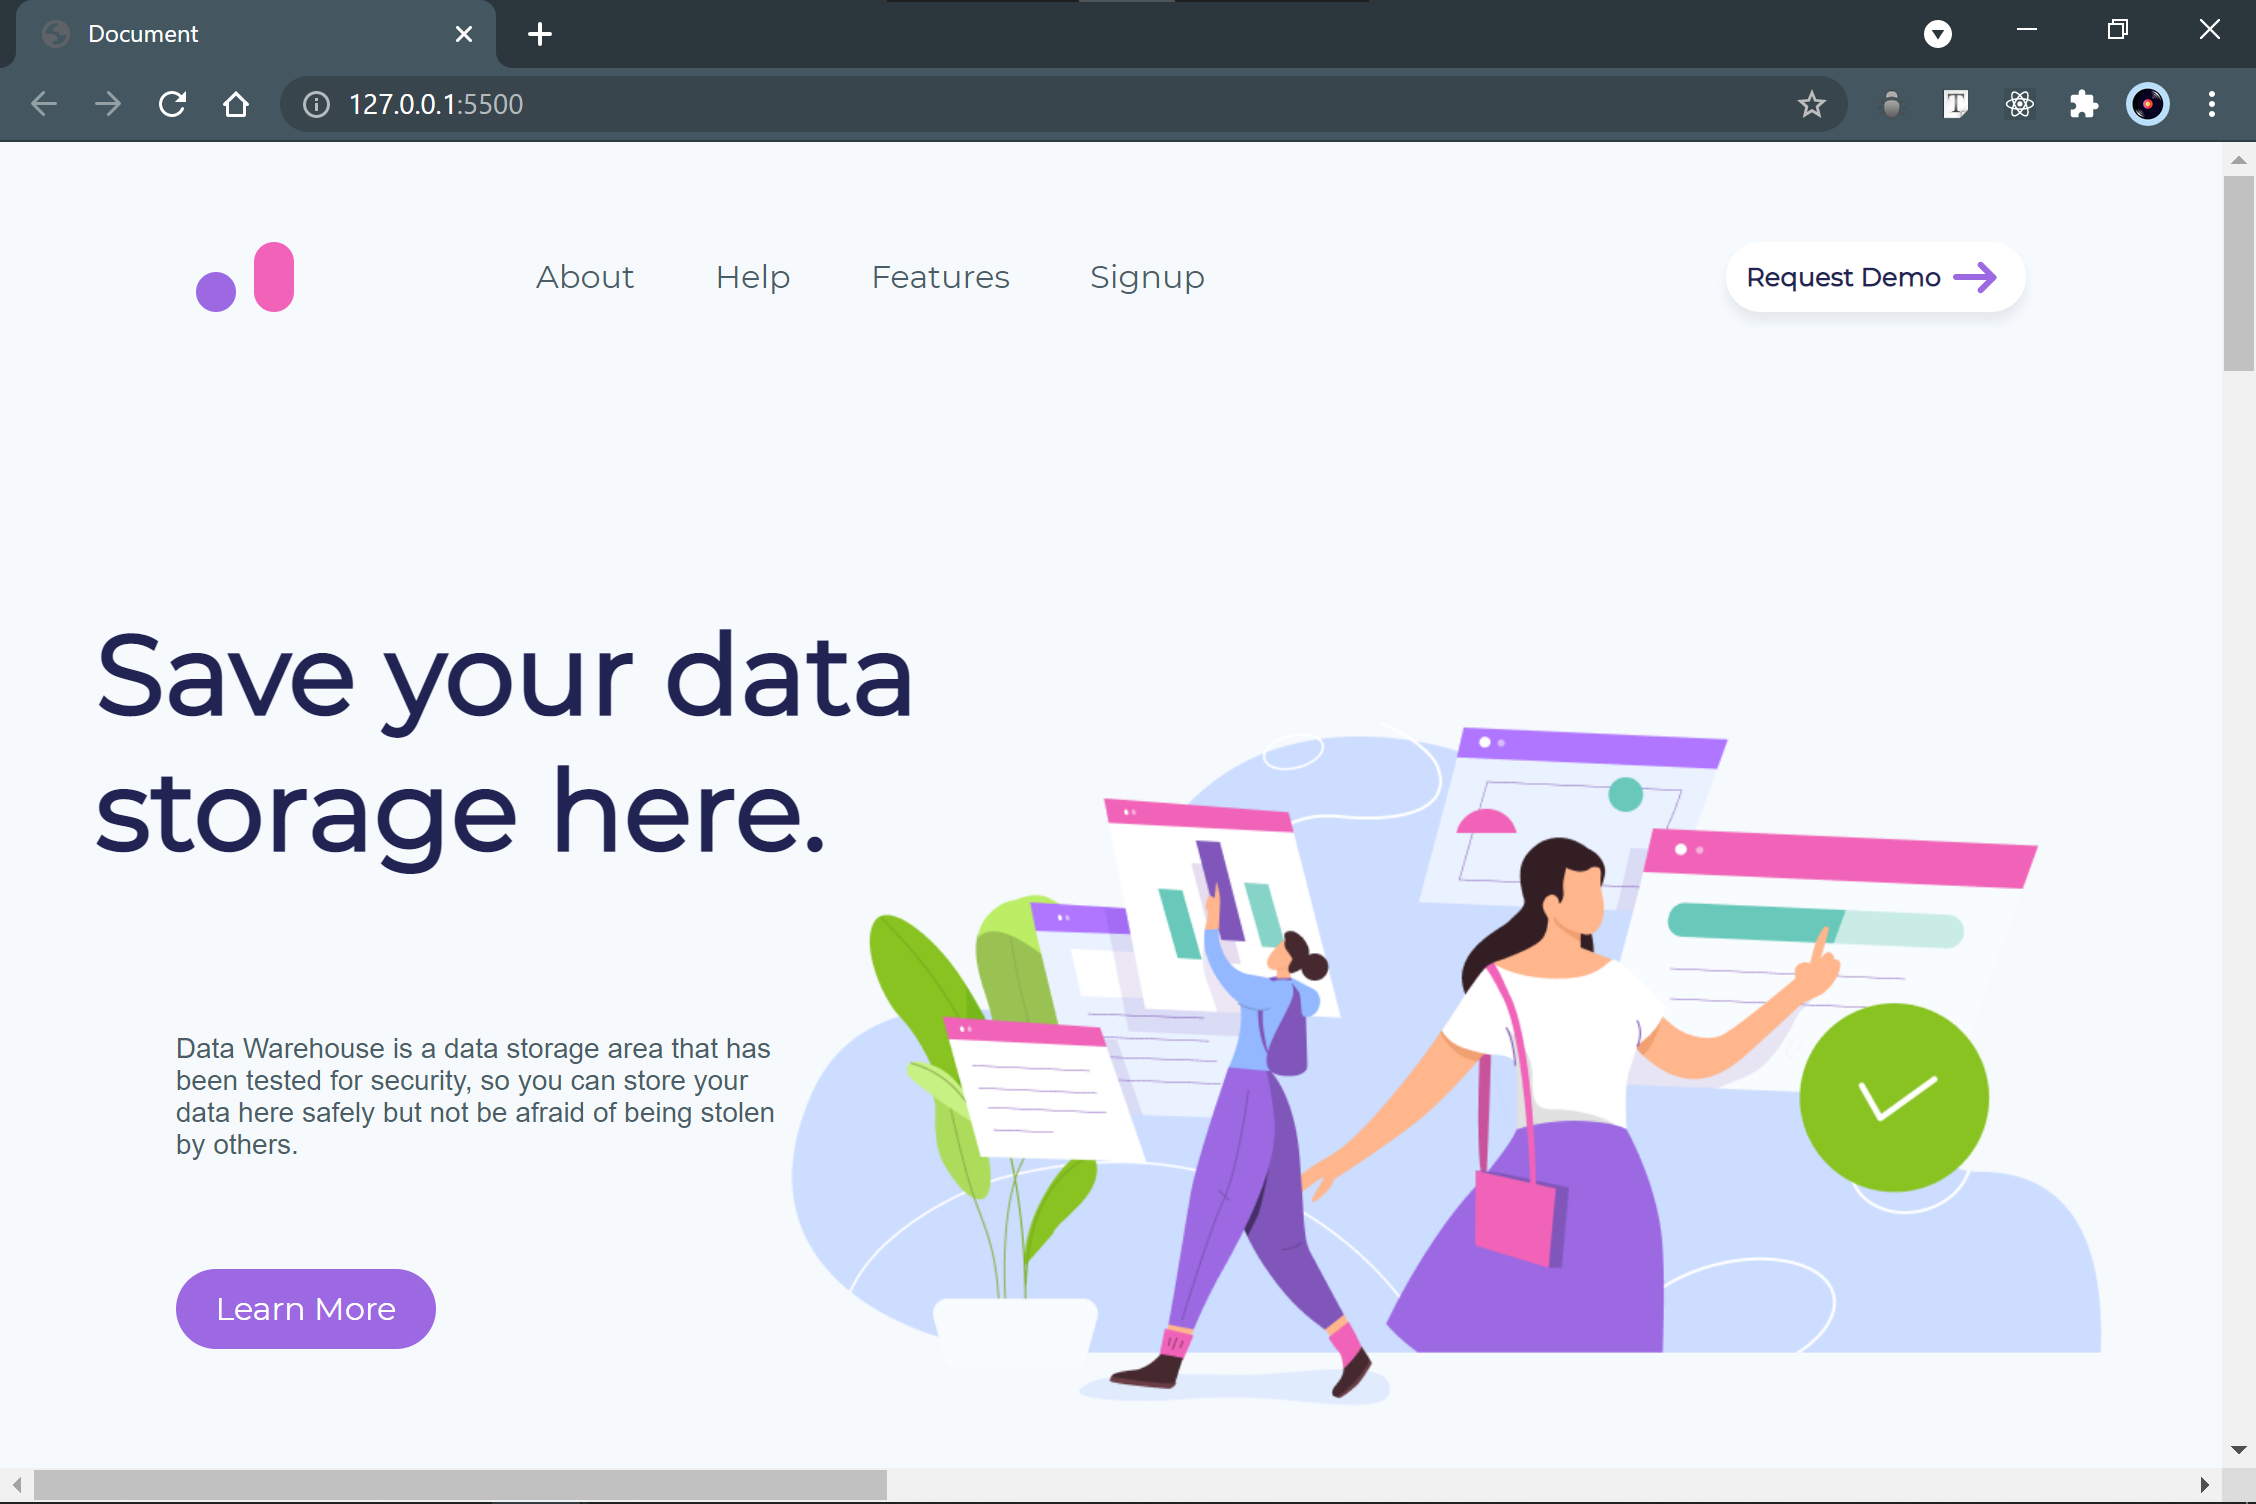 Document
127.0.0.1:5500
About Help Features Signup Request Demo
Save your data
storage here.
Data Warehouse is a data storage area that has
been tested for security, so you can store your
data here safely but not be afraid of being stolen
by others.
Learn More